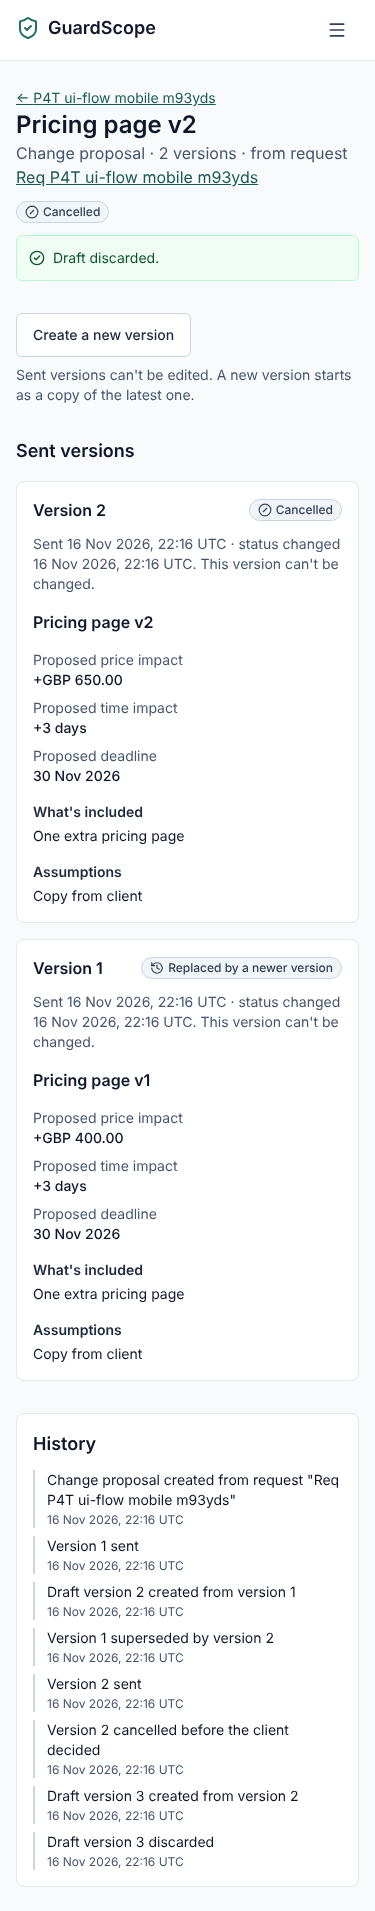 GuardScope
← P4T ui-flow mobile m93yds
Pricing page v2
Change proposal · 2 versions · from request
Req P4T ui-flow mobile m93yds
Cancelled
Draft discarded.
Create a new version
Sent versions can't be edited. A new version starts
as a copy of the latest one.
Sent versions
Version 2
Cancelled
Sent 16 Nov 2026, 22:16 UTC · status changed
16 Nov 2026, 22:16 UTC. This version can't be
changed.
Pricing page v2
Proposed price impact
+GBP 650.00
Proposed time impact
+3 days
Proposed deadline
30 Nov 2026
What's included
One extra pricing page
Assumptions
Copy from client
Version 1
Replaced by a newer version
Sent 16 Nov 2026, 22:16 UTC · status changed
16 Nov 2026, 22:16 UTC. This version can't be
changed.
Pricing page v1
Proposed price impact
+GBP 400.00
Proposed time impact
+3 days
Proposed deadline
30 Nov 2026
What's included
One extra pricing page
Assumptions
Copy from client
History
Change proposal created from request "Req
P4T ui-flow mobile m93yds"
16 Nov 2026, 22:16 UTC
Version 1 sent
16 Nov 2026, 22:16 UTC
Draft version 2 created from version 1
16 Nov 2026, 22:16 UTC
Version 1 superseded by version 2
16 Nov 2026, 22:16 UTC
Version 2 sent
16 Nov 2026, 22:16 UTC
Version 2 cancelled before the client
decided
16 Nov 2026, 22:16 UTC
Draft version 3 created from version 2
16 Nov 2026, 22:16 UTC
Draft version 3 discarded
16 Nov 2026, 22:16 UTC